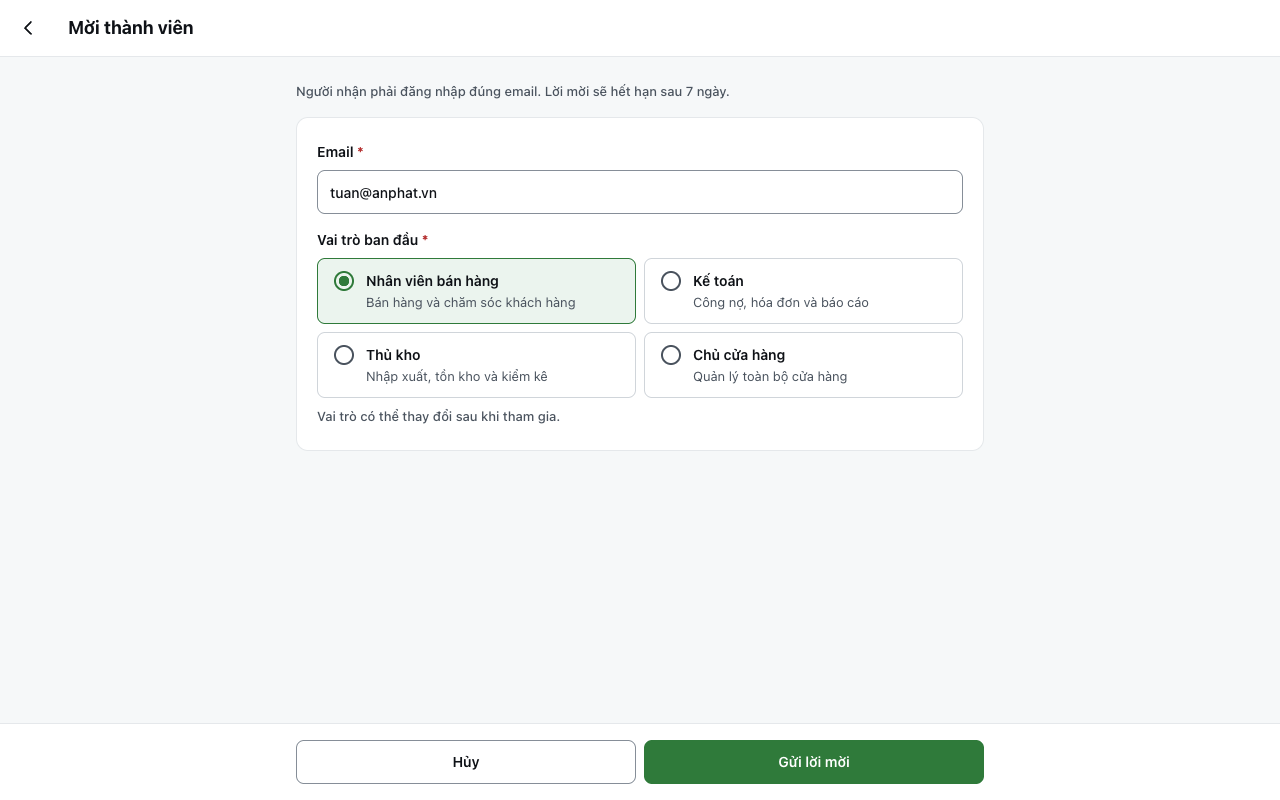 Mời thành viên
Người nhận phải đăng nhập đúng email. Lời mời sẽ hết hạn sau 7 ngày.
Email *
tuan@anphat.vn
Vai trò ban đầu *
Nhân viên bán hàng
Bán hàng và chăm sóc khách hàng
Kế toán
Công nợ, hóa đơn và báo cáo
Thủ kho
Nhập xuất, tồn kho và kiểm kê
Chủ cửa hàng
Quản lý toàn bộ cửa hàng
Vai trò có thể thay đổi sau khi tham gia.
Hủy
Gửi lời mời